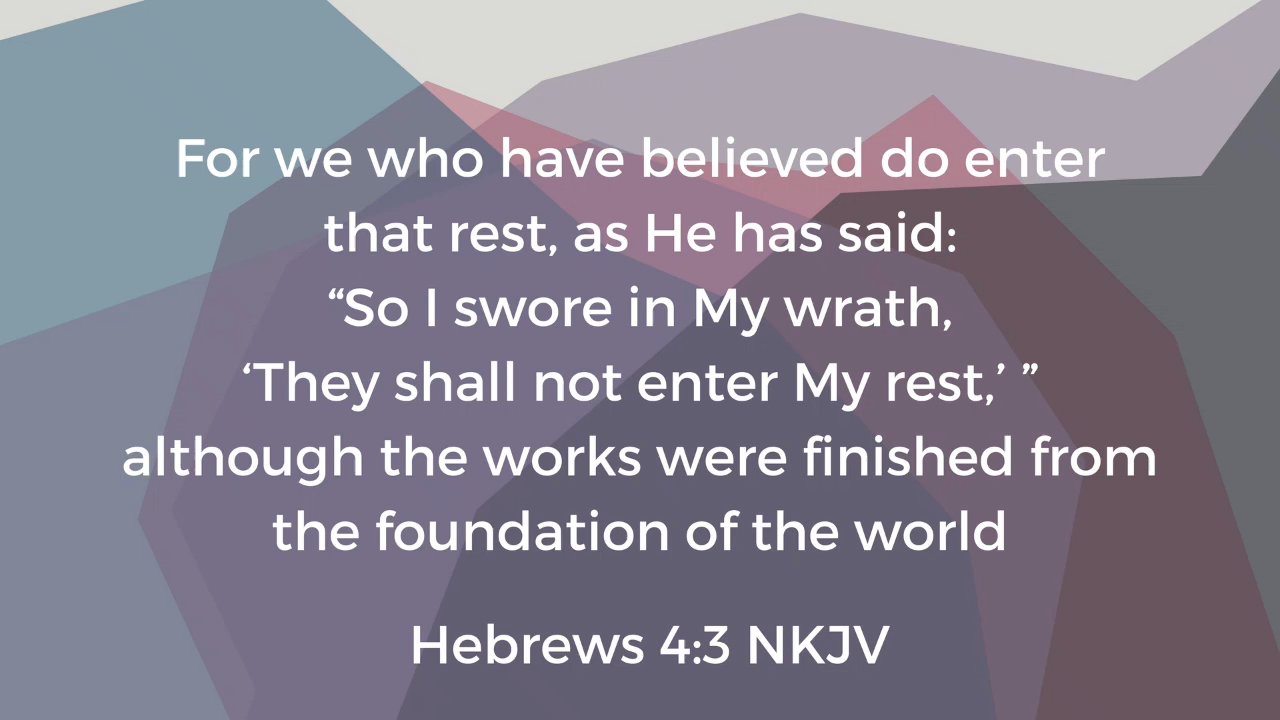 For we who have believed do enter
that rest, as He has said:
“So I swore in My wrath,
‘They shall not enter My rest,’ ”
although the works were finished from
the foundation of the world
Hebrews 4:3 NKJV